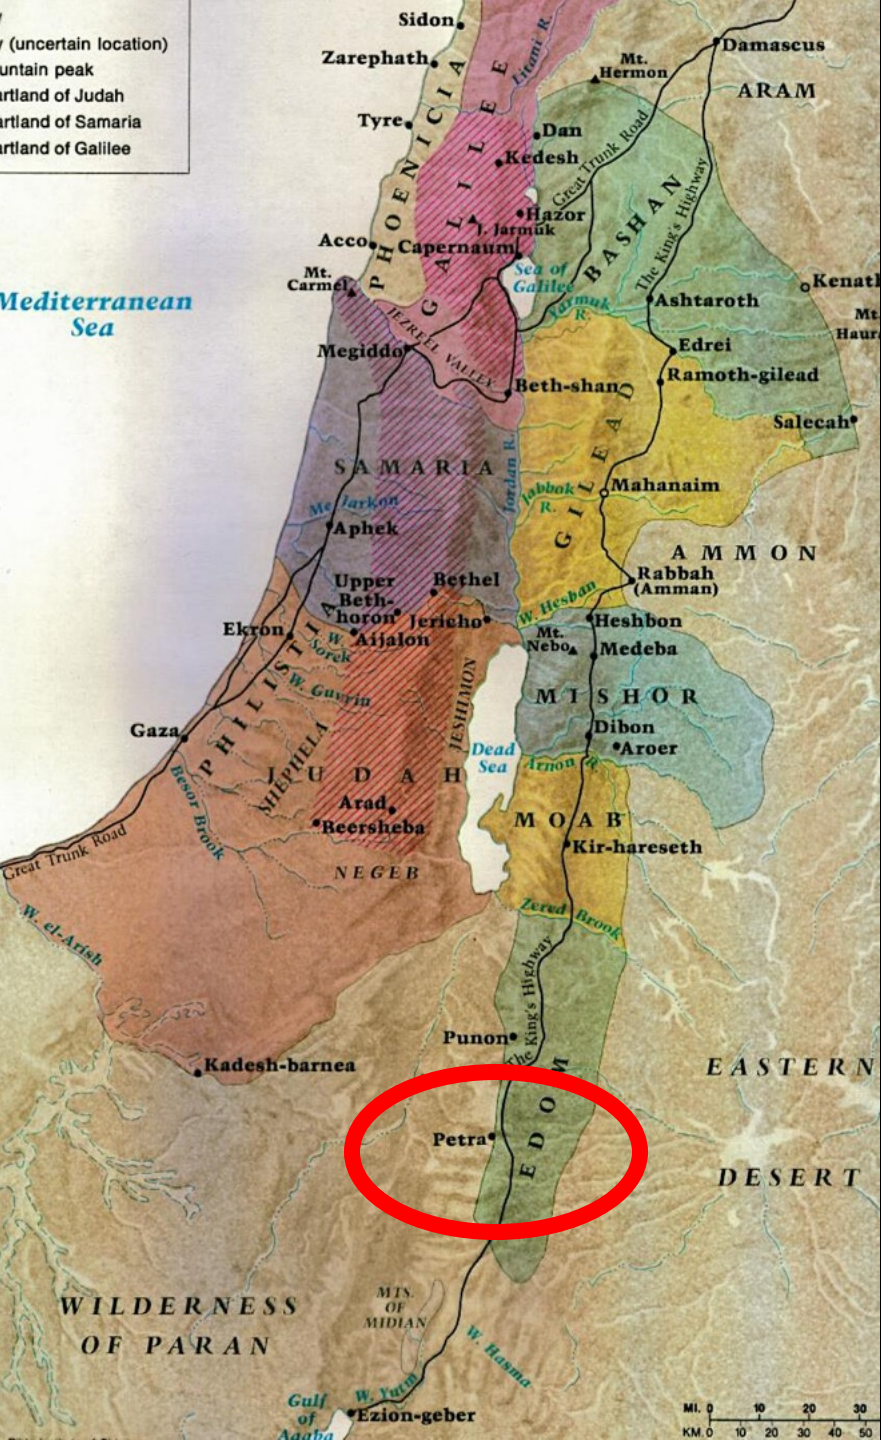 y (uncertain location)
untain peak
artland of Judah
artland of Samaria
artland of Galilee
Sidon
Zarephath
Tyre
PHOENICIA
Acco
Mt.
Carmel
Mediterranean
Sea
Litani R.
GALILEE
Dan
Kedesh
Hazor
J. Jarmuk
Capernaum
Sea of
Galilee
Mt.
Hermon
Damascus
ARAM
Great Trunk Road
BASHAN
The King's Highway
Yarmuk
R.
Ashtaroth
Kenath
Mt.
Haura
Edrei
Ramoth-gilead
Salecah
JEZREEL VALLEY
Megiddo
Beth-shan
SAMARIA
Jordan R.
GILEAD
Jabbok
R.
Mahanaim
Me Jarkon
Aphek
AMMON
Rabbah
(Amman)
Upper
Beth-
horon
Bethel
Jericho
Aijalon
Ekron
W.
Sorek
PHILISTIA
W. Guvrin
W. Hesban
Heshbon
Mt.
Nebo
Medeba
MISHOR
Dibon
Aroer
JESHIMON
Dead
Sea
Arnon R.
Gaza
SHEPHELA
JUDAH
Besor Brook
Arad
Beersheba
NEGEB
MOAB
Kir-hareseth
Zered Brook
Great Trunk Road
W. el-Arish
Kadesh-barnea
The King's Highway
Punon
EDOM
Petra
EASTERN
DESERT
WILDERNESS
OF PARAN
MTS.
OF
MIDIAN
W. Hasma
W. Yutm
Gulf
of
Aqaba
Ezion-geber
MI. 0 10 20 30
KM. 0 10 20 30 40 50